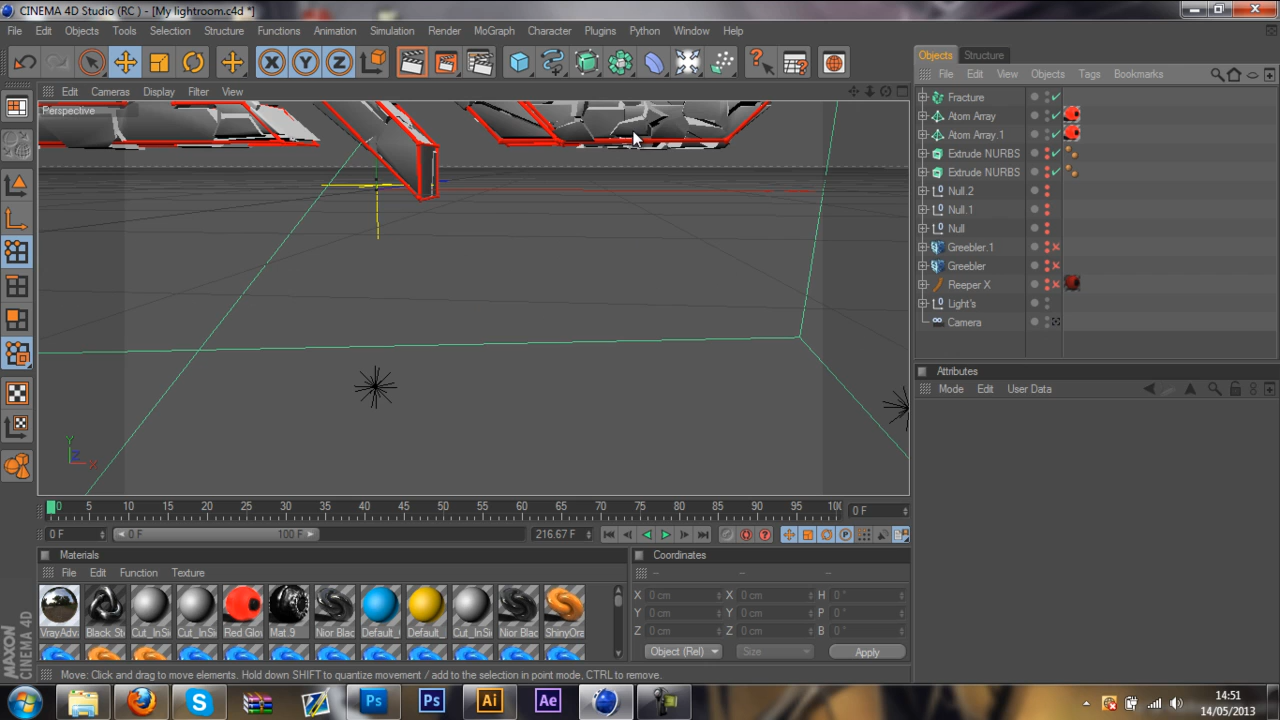 CINEMA 4D Studio (RC ) - [My lightroom.c4d *]
File Edit Objects Tools Selection Structure Functions Animation Simulation Render MoGraph Character Plugins Python Window Help
X Y Z
Objects Structure
File Edit View Objects Tags Bookmarks
Edit Cameras Display Filter View
Perspective
Fracture
Atom Array
Atom Array.1
Extrude NURBS
Extrude NURBS
Null.2
Null.1
Null
Greebler.1
Greebler
Reeper X
Light's
Camera
Attributes
Mode Edit User Data
Y
Z
X
0 5 10 15 20 25 30 35 40 45 50 55 60 65 70 75 80 85 90 95 0 F
0 F 0 F 100 F 216.67 F
Materials
File Edit Function Texture
VrayAdv Black St Cut_InSi Cut_InSi Red Glo Mat.9 Nior Blac Default_ Default_ Cut_InSi Nior Blac ShinyOra
Coordinates
X 0 cm X 0 cm H 0 °
Y 0 cm Y 0 cm P 0 °
Z 0 cm Z 0 cm B 0 °
Object (Rel) Size Apply
MAXON CINEMA 4D
Move: Click and drag to move elements. Hold down SHIFT to quantize movement / add to the selection in point mode, CTRL to remove.
S Ps Ps Ai Ae
14:51
14/05/2013